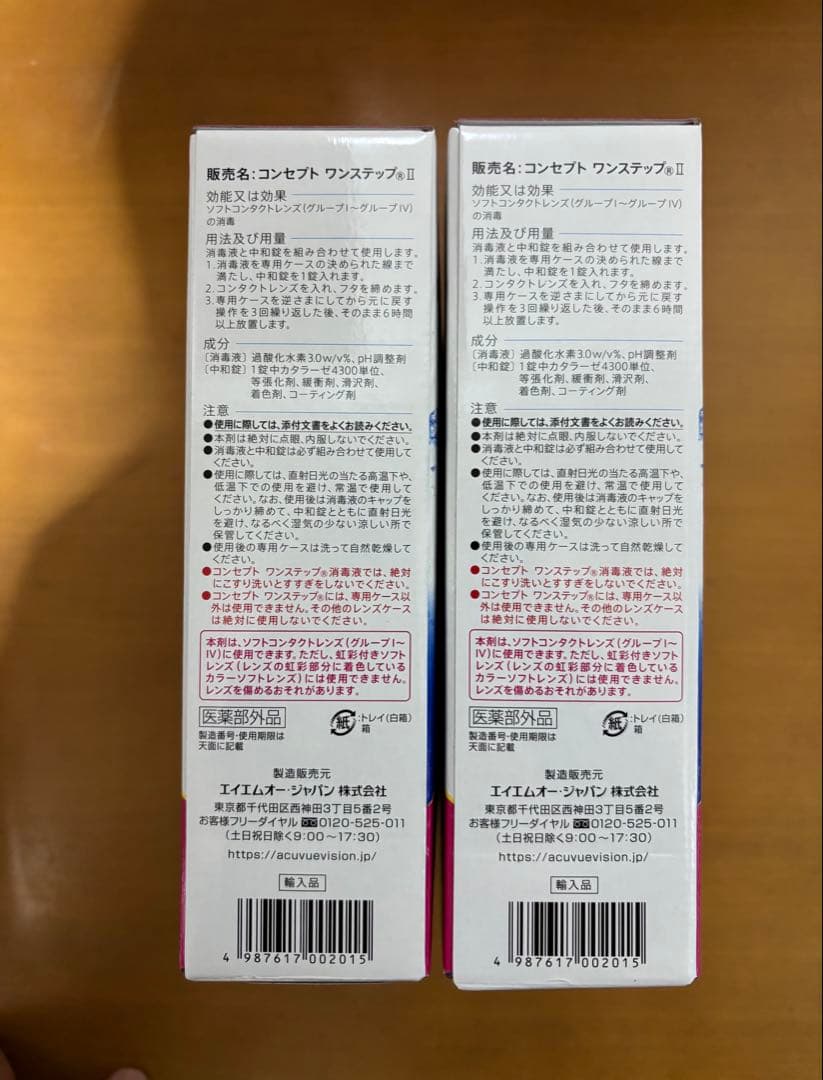 販売名:コンセプト ワンステップ®Ⅱ
効能又は効果
ソフトコンタクトレンズ(グループⅠ〜グループⅣ)
の消毒
用法及び用量
消毒液と中和錠を組み合わせて使用します。
1.消毒液を専用ケースの決められた線まで
満たし、中和錠を1錠入れます。
2.コンタクトレンズを入れ、フタを締めます。
3.専用ケースを逆さまにしてから元に戻す
操作を3回繰り返した後、そのまま6時間
以上放置します。
成分
〔消毒液〕過酸化水素3.0w/v%、pH調整剤
〔中和錠〕1錠中カタラーゼ4300単位、
等張化剤、緩衝剤、滑沢剤、
着色剤、コーティング剤
注意
●使用に際しては、添付文書をよくお読みください。
●本剤は絶対に点眼、内服しないでください。
●消毒液と中和錠は必ず組み合わせて使用して
ください。
●使用に際しては、直射日光の当たる高温下や、
低温下での使用を避け、常温で使用して
ください。なお、使用後は消毒液のキャップを
しっかり締めて、中和錠とともに直射日光
を避け、なるべく湿気の少ない涼しい所で
保管してください。
●使用後の専用ケースは洗って自然乾燥して
ください。
●コンセプト ワンステップ®消毒液では、絶対
にこすり洗いとすすぎをしないでください。
●コンセプト ワンステップ®には、専用ケース以
外は使用できません。その他のレンズケース
は絶対に使用しないでください。
本剤は、ソフトコンタクトレンズ(グループⅠ〜
Ⅳ)に使用できます。ただし、虹彩付きソフト
レンズ(レンズの虹彩部分に着色している
カラーソフトレンズ)には使用できません。
レンズを傷めるおそれがあります。
医薬部外品
紙:トレイ(白箱)
箱
製造番号・使用期限は
天面に記載
製造販売元
エイエムオー・ジャパン 株式会社
東京都千代田区西神田3丁目5番2号
お客様フリーダイヤル 0120-525-011
(土日祝日除く9:00〜17:30)
https://acuvuevision.jp/
輸入品
4 987617 002015
販売名:コンセプト ワンステップ®Ⅱ
効能又は効果
ソフトコンタクトレンズ(グループⅠ〜グループⅣ)
の消毒
用法及び用量
消毒液と中和錠を組み合わせて使用します。
1.消毒液を専用ケースの決められた線まで
満たし、中和錠を1錠入れます。
2.コンタクトレンズを入れ、フタを締めます。
3.専用ケースを逆さまにしてから元に戻す
操作を3回繰り返した後、そのまま6時間
以上放置します。
成分
〔消毒液〕過酸化水素3.0w/v%、pH調整剤
〔中和錠〕1錠中カタラーゼ4300単位、
等張化剤、緩衝剤、滑沢剤、
着色剤、コーティング剤
注意
●使用に際しては、添付文書をよくお読みください。
●本剤は絶対に点眼、内服しないでください。
●消毒液と中和錠は必ず組み合わせて使用して
ください。
●使用に際しては、直射日光の当たる高温下や、
低温下での使用を避け、常温で使用して
ください。なお、使用後は消毒液のキャップを
しっかり締めて、中和錠とともに直射日光
を避け、なるべく湿気の少ない涼しい所で
保管してください。
●使用後の専用ケースは洗って自然乾燥して
ください。
●コンセプト ワンステップ®消毒液では、絶対
にこすり洗いとすすぎをしないでください。
●コンセプト ワンステップ®には、専用ケース以
外は使用できません。その他のレンズケース
は絶対に使用しないでください。
本剤は、ソフトコンタクトレンズ(グループⅠ〜
Ⅳ)に使用できます。ただし、虹彩付きソフト
レンズ(レンズの虹彩部分に着色している
カラーソフトレンズ)には使用できません。
レンズを傷めるおそれがあります。
医薬部外品
紙:トレイ(白箱)
箱
製造番号・使用期限は
天面に記載
製造販売元
エイエムオー・ジャパン 株式会社
東京都千代田区西神田3丁目5番2号
お客様フリーダイヤル 0120-525-011
(土日祝日除く9:00〜17:30)
https://acuvuevision.jp/
輸入品
4 987617 002015